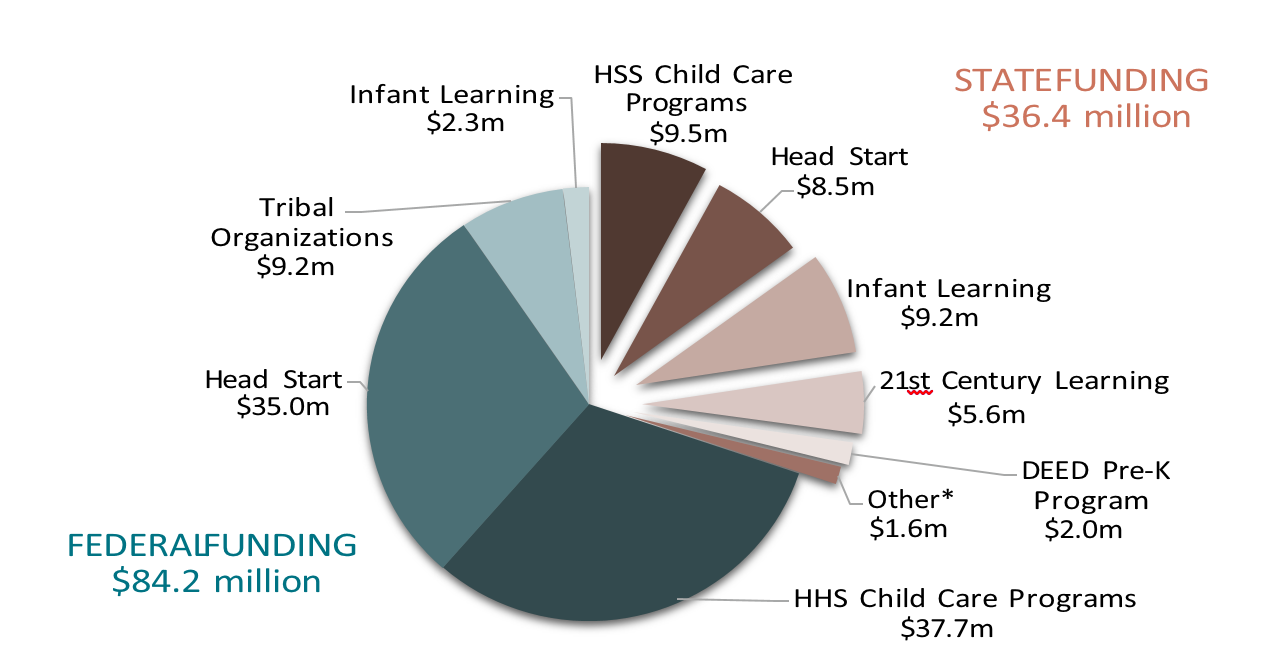 HSS Child Care
Programs
$9.5m
STATEFUNDING
$36.4 million
Infant Learning
$2.3m
Head Start
$8.5m
Tribal
Organizations
$9.2m
Infant Learning
$9.2m
Head Start
$35.0m
21st Century Learning
$5.6m
DEED Pre-K
Program
$2.0m
Other*
$1.6m
FEDERALFUNDING
$84.2 million
HHS Child Care Programs
$37.7m